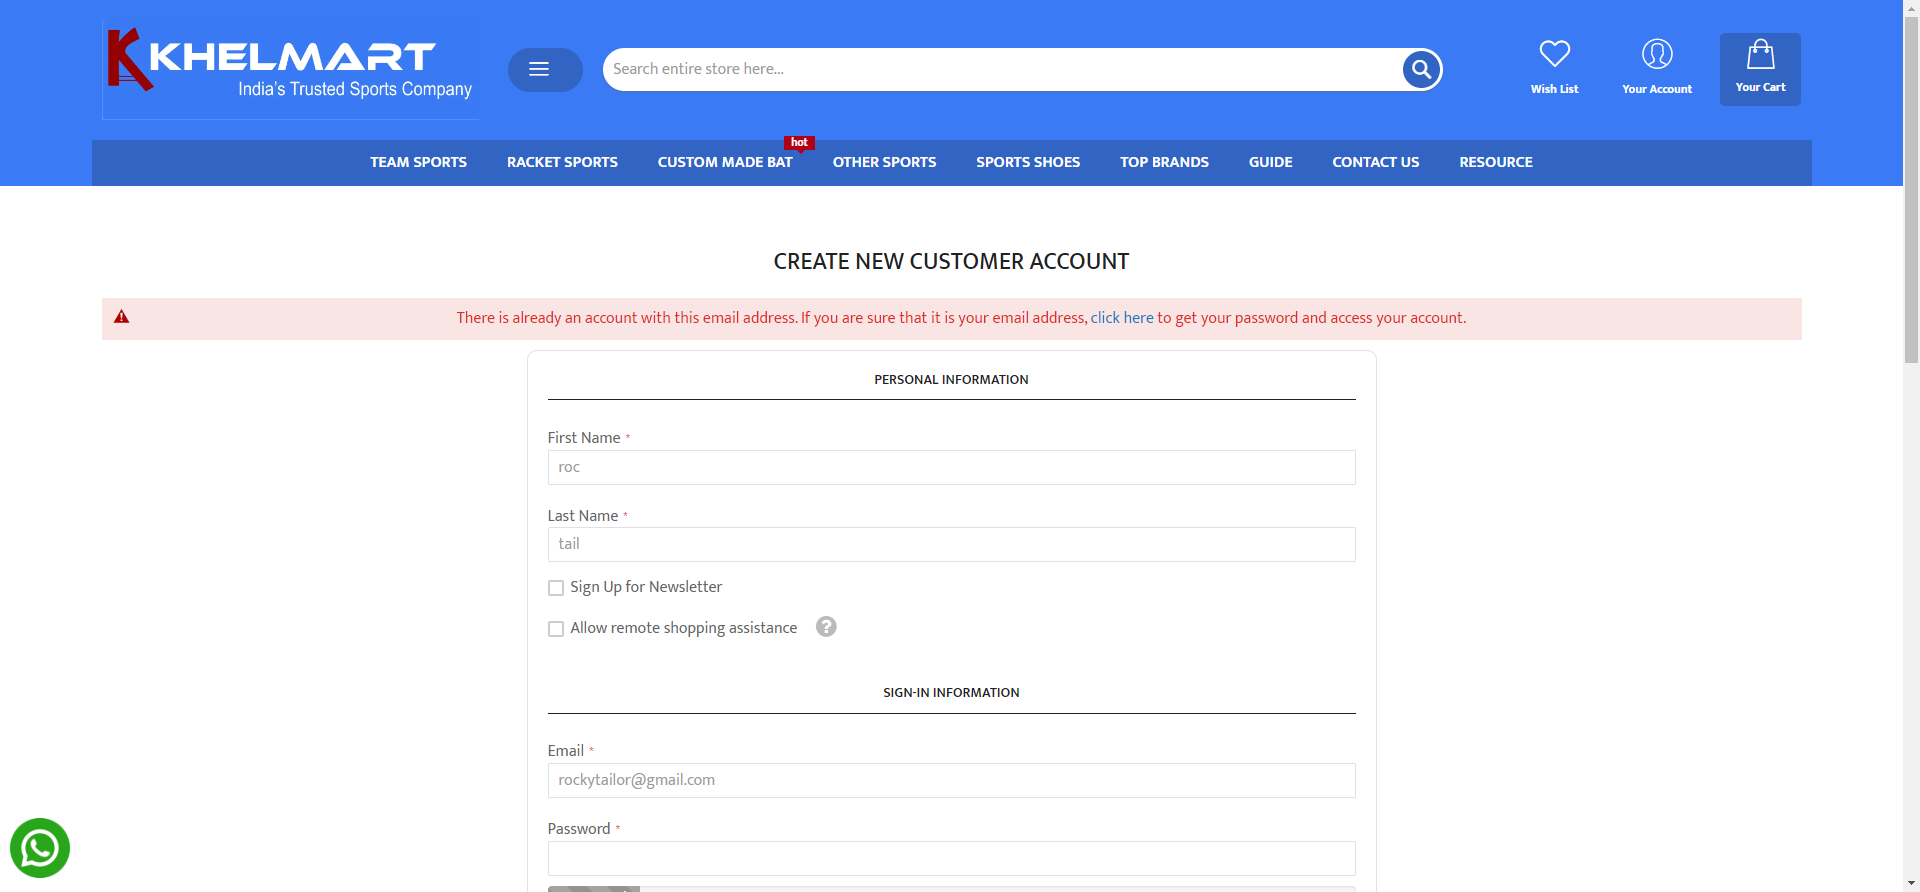 KHELMART
India's Trusted Sports Company
Search entire store here...
Wish List
Your Account
Your Cart
hot
TEAM SPORTS RACKET SPORTS CUSTOM MADE BAT OTHER SPORTS SPORTS SHOES TOP BRANDS GUIDE CONTACT US RESOURCE
CREATE NEW CUSTOMER ACCOUNT
There is already an account with this email address. If you are sure that it is your email address, click here to get your password and access your account.
PERSONAL INFORMATION
First Name *
roc
Last Name *
tail
Sign Up for Newsletter
Allow remote shopping assistance ?
SIGN-IN INFORMATION
Email *
rockytailor@gmail.com
Password *